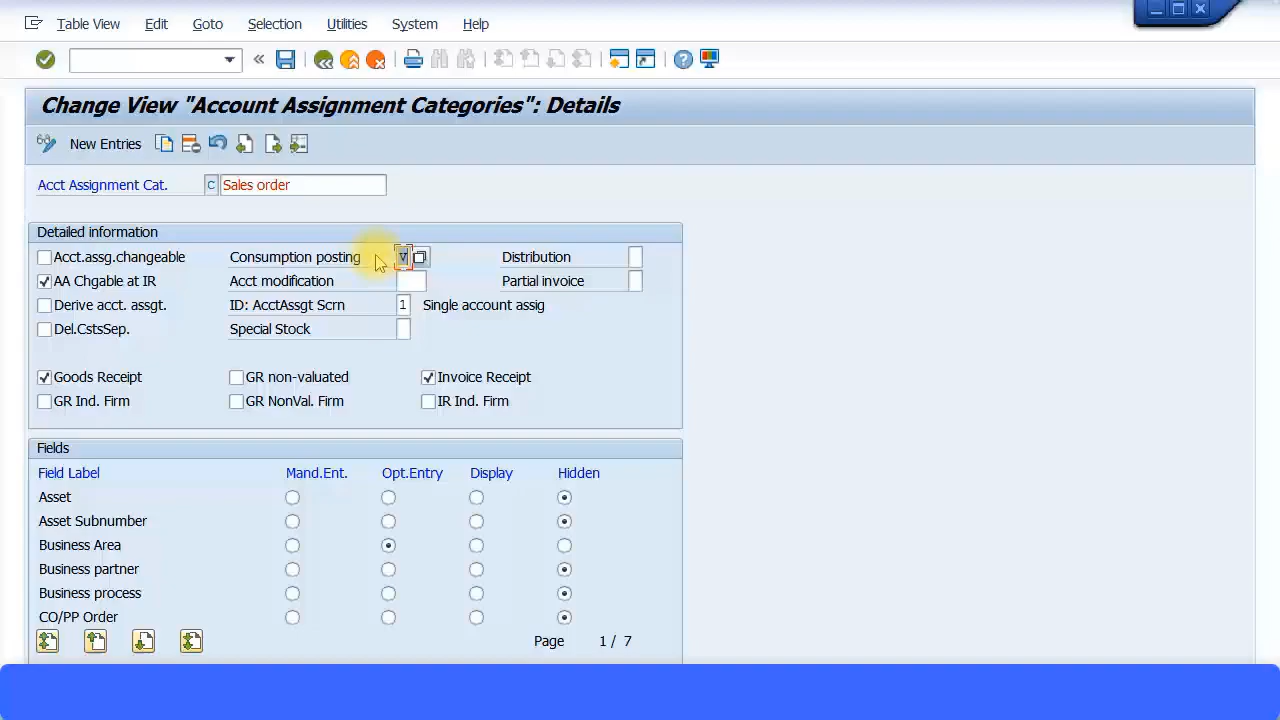 Table View Edit Goto Selection Utilities System Help
Change View "Account Assignment Categories": Details
New Entries
Acct Assignment Cat. C Sales order
Detailed information
Acct.assg.changeable Consumption posting V Distribution
AA Chgable at IR Acct modification Partial invoice
Derive acct. assgt. ID: AcctAssgt Scrn 1 Single account assig
Del.CstsSep. Special Stock
Goods Receipt GR non-valuated Invoice Receipt
GR Ind. Firm GR NonVal. Firm IR Ind. Firm
Fields
Field Label Mand.Ent. Opt.Entry Display Hidden
Asset
Asset Subnumber
Business Area
Business partner
Business process
CO/PP Order
Page 1 / 7